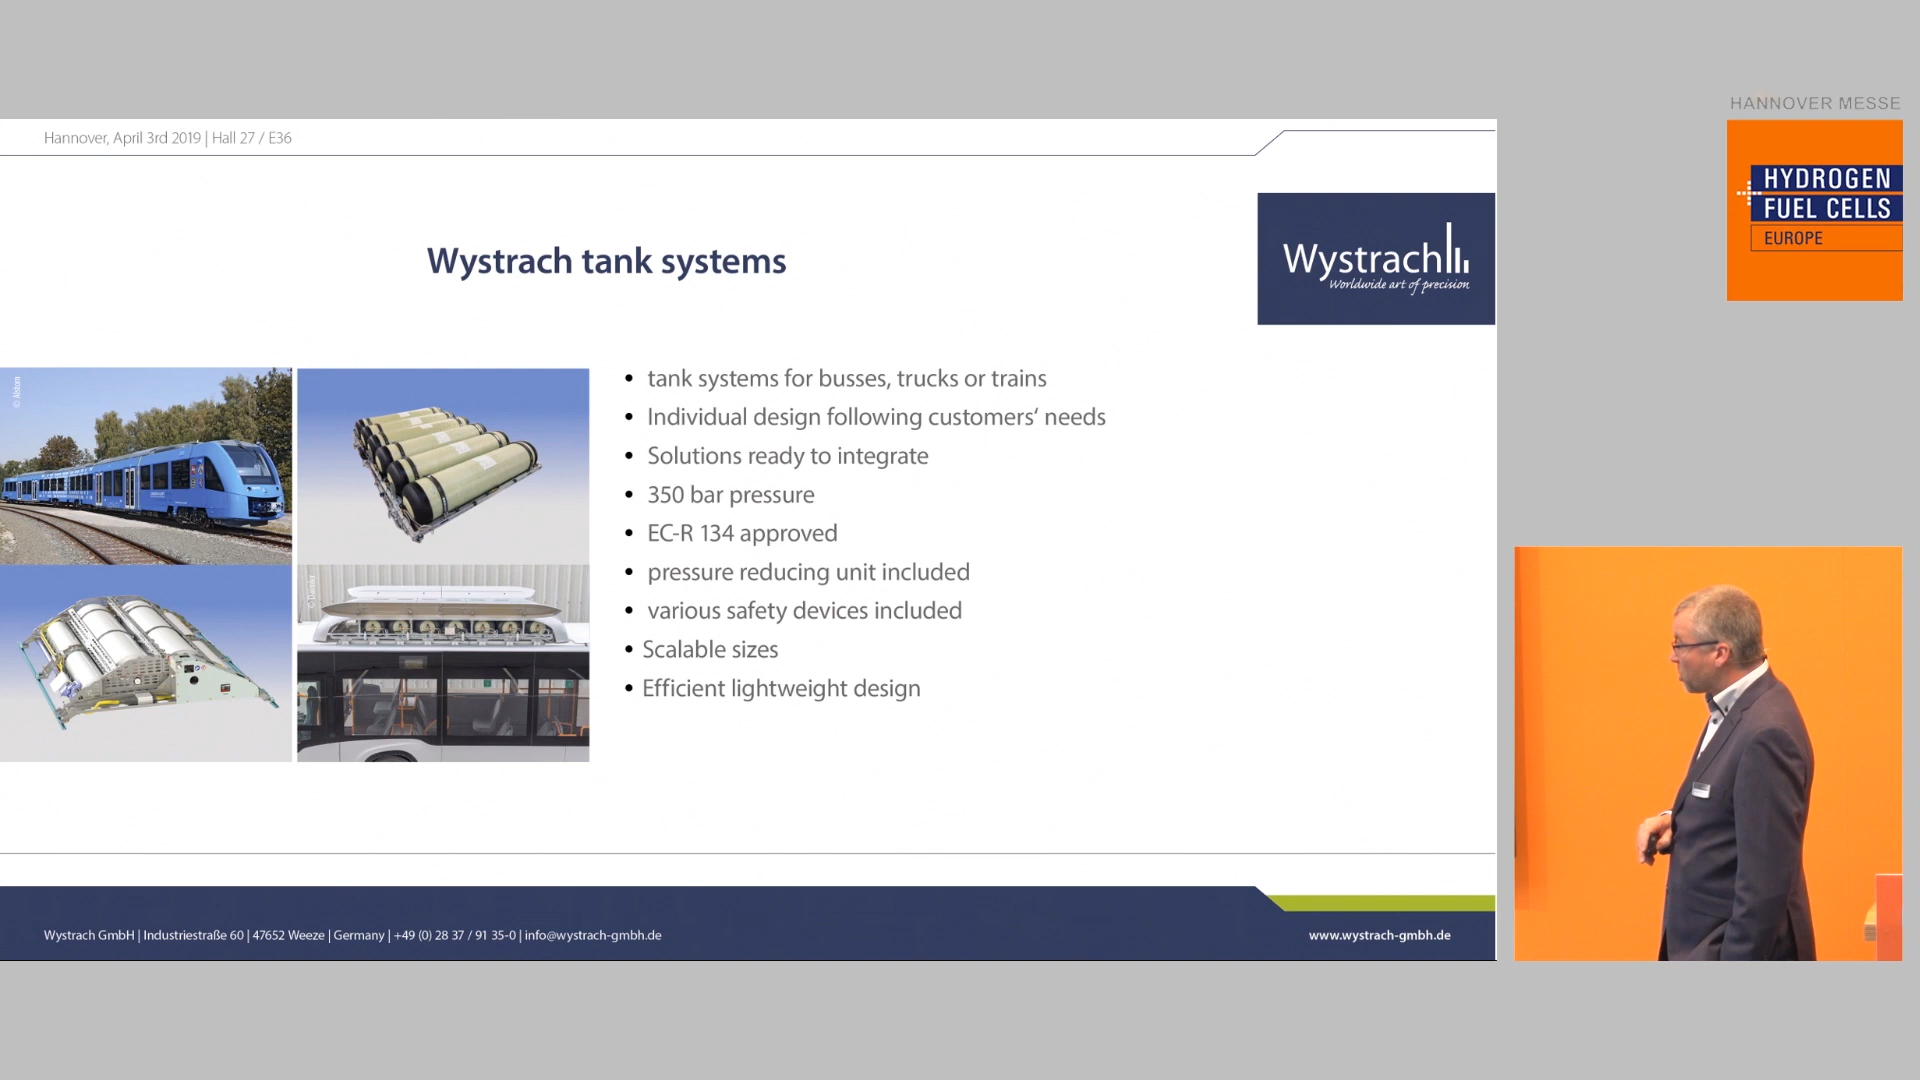 HANNOVER MESSE
Hannover, April 3rd 2019 | Hall 27 / E36
HYDROGEN
FUEL CELLS
EUROPE
Wystrach
Worldwide art of precision
Wystrach tank systems
© Alstom
• tank systems for busses, trucks or trains
• Individual design following customers‘ needs
• Solutions ready to integrate
• 350 bar pressure
• EC-R 134 approved
• pressure reducing unit included
© Daimler
• various safety devices included
• Scalable sizes
• Efficient lightweight design
Wystrach GmbH | Industriestraße 60 | 47652 Weeze | Germany | +49 (0) 28 37 / 91 35-0 | info@wystrach-gmbh.de
www.wystrach-gmbh.de